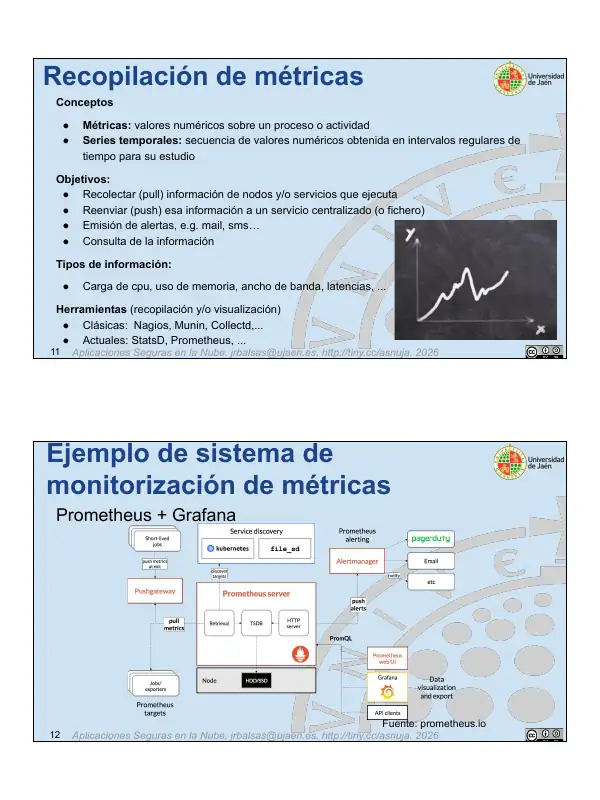 Recopilación de métricas
Universidad
de Jaén
Conceptos
● Métricas: valores numéricos sobre un proceso o actividad
● Series temporales: secuencia de valores numéricos obtenida en intervalos regulares de
tiempo para su estudio
Objetivos:
● Recolectar (pull) información de nodos y/o servicios que ejecuta
● Reenviar (push) esa información a un servicio centralizado (o fichero)
● Emisión de alertas, e.g. mail, sms…
● Consulta de la información
Tipos de información:
● Carga de cpu, uso de memoria, ancho de banda, latencias, ...
Herramientas (recopilación y/o visualización)
● Clásicas: Nagios, Munin, Collectd,...
● Actuales: StatsD, Prometheus, ...
Y
X
11 Aplicaciones Seguras en la Nube. jrbalsas@ujaen.es. http://tiny.cc/asnuja. 2026
cc
Ejemplo de sistema de
monitorización de métricas
Universidad
de Jaén
Prometheus + Grafana
Short-lived
jobs
push metrics
at exit
Pushgateway
pull
metrics
Jobs/
exporters
Prometheus
targets
Service discovery
kubernetes
file_sd
discover
targets
Prometheus server
Retrieval
TSDB
HTTP
server
Node
HDD/SSD
Prometheus
alerting
Alertmanager
push
alerts
notify
pagerduty
Email
etc
PromQL
Prometheus
web UI
Grafana
API clients
Data
visualization
and export
Fuente: prometheus.io
12 Aplicaciones Seguras en la Nube. jrbalsas@ujaen.es. http://tiny.cc/asnuja. 2026
cc